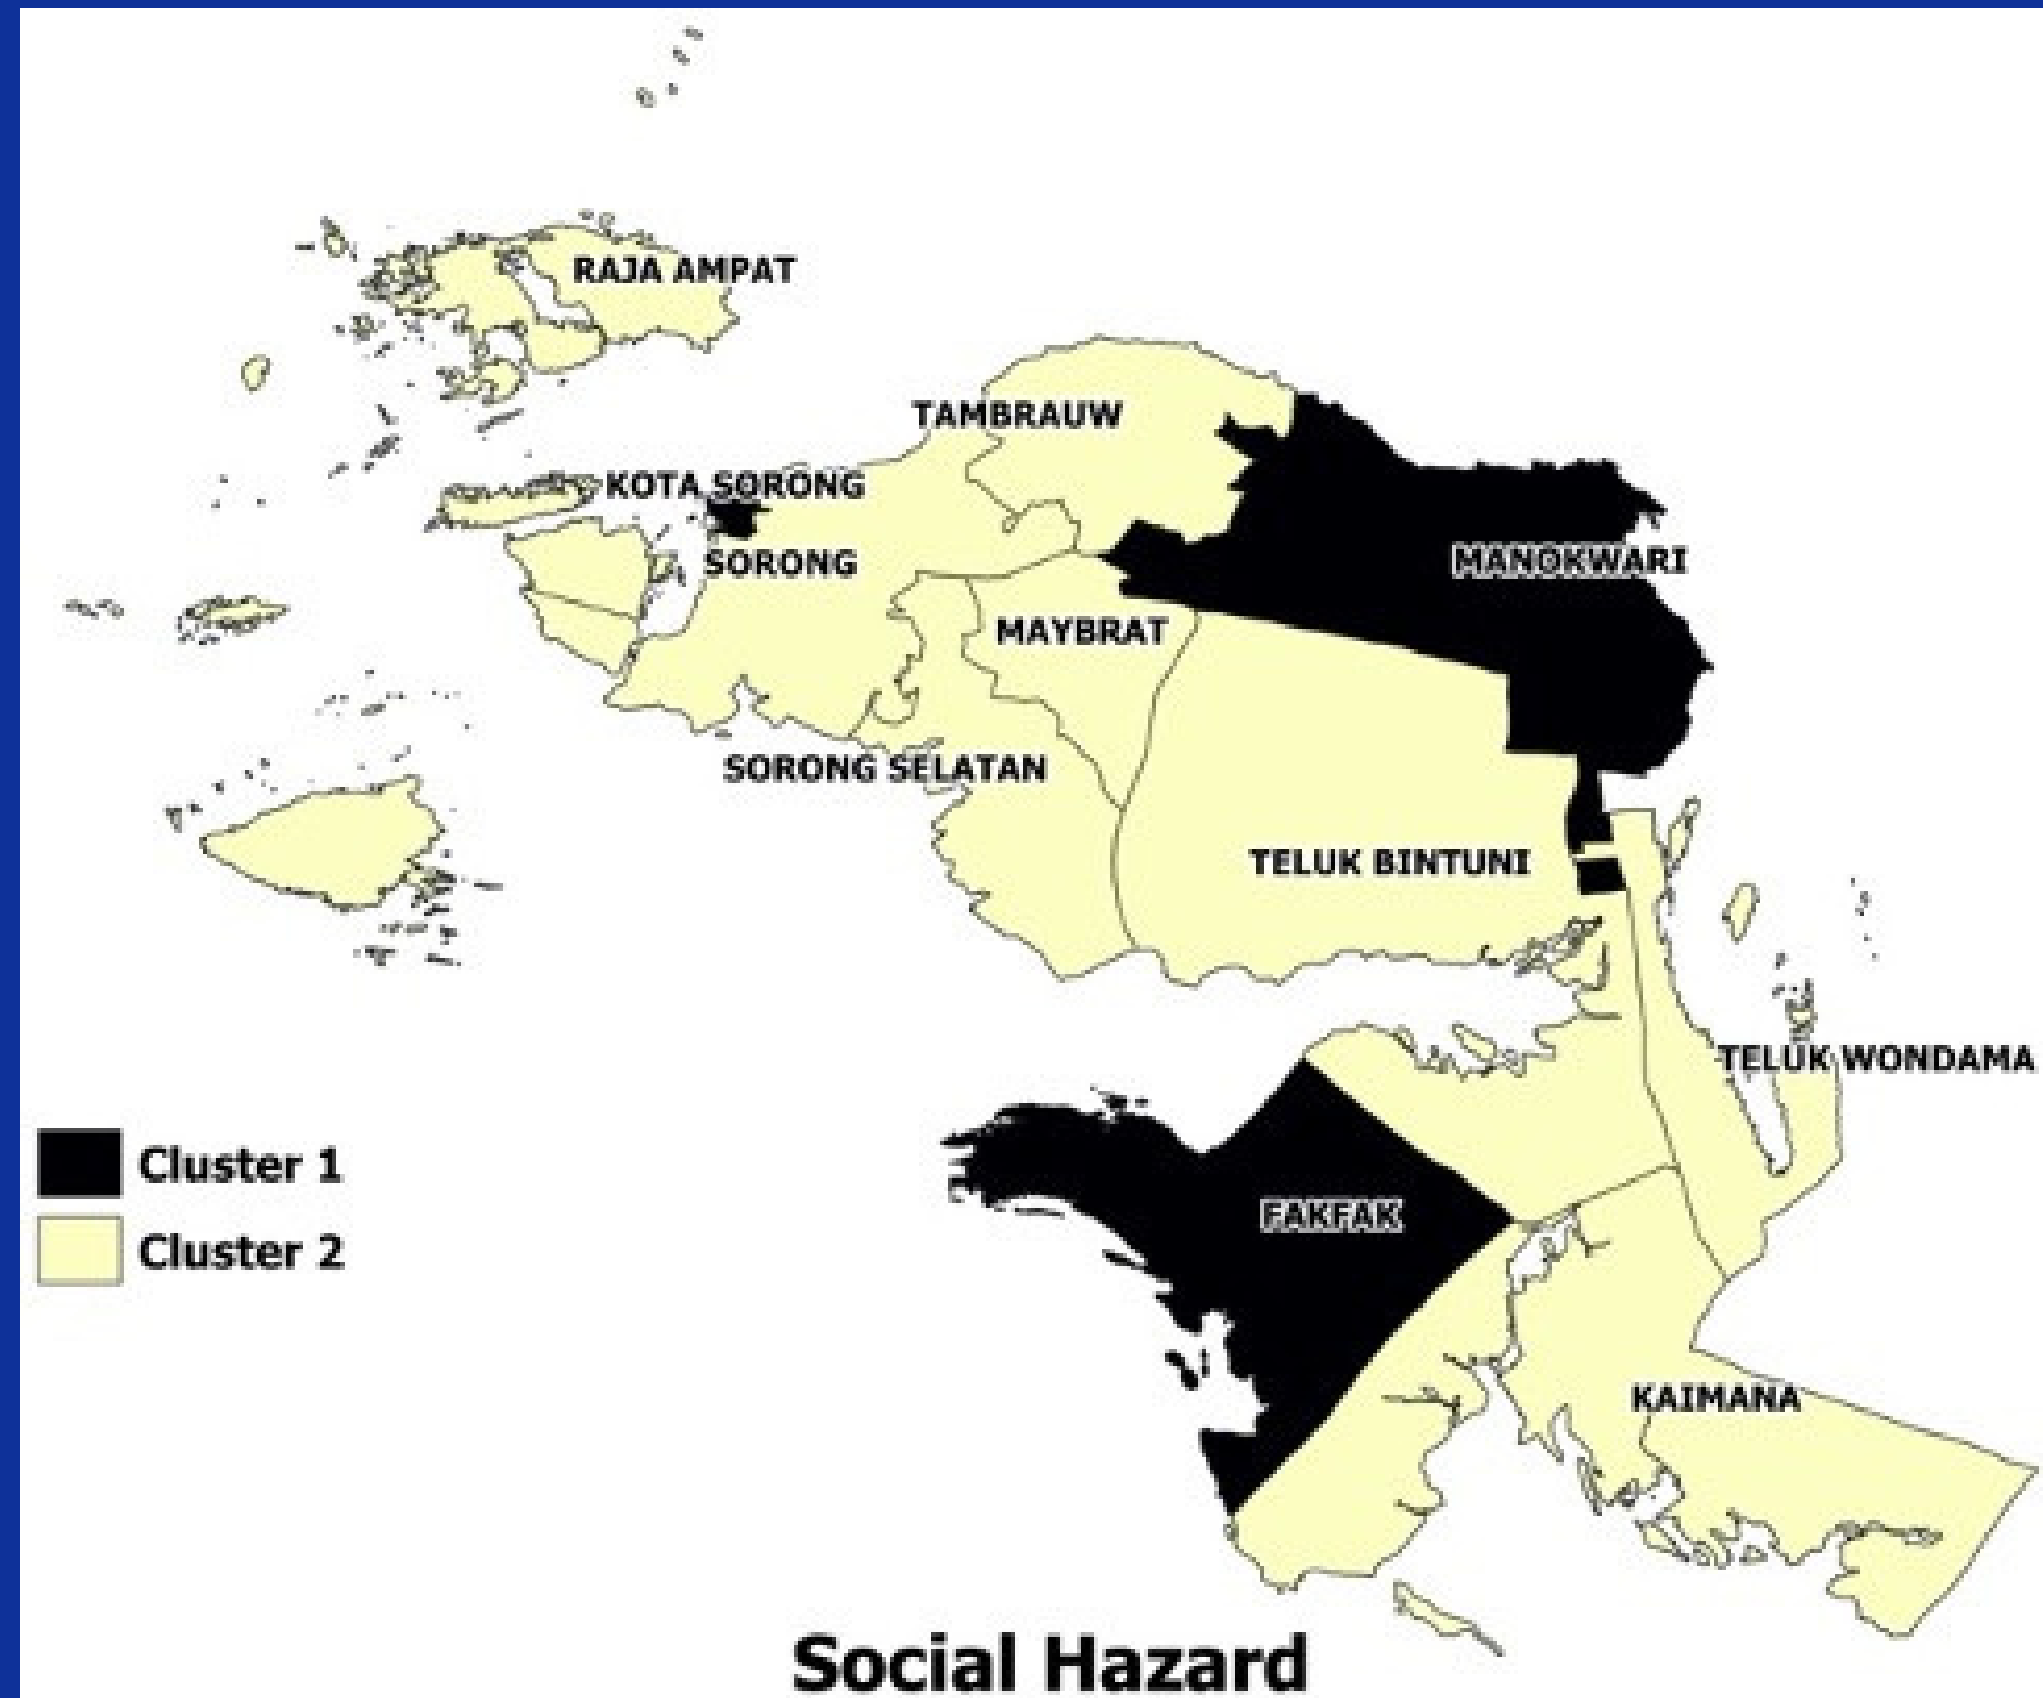 RAJA AMPAT
TAMBRAUW
KOTA SORONG
SORONG
MANOKWARI
MAYBRAT
SORONG SELATAN
TELUK BINTUNI
TELUK WONDAMA
Cluster 1
FAKFAK
Cluster 2
KAIMANA
Social Hazard